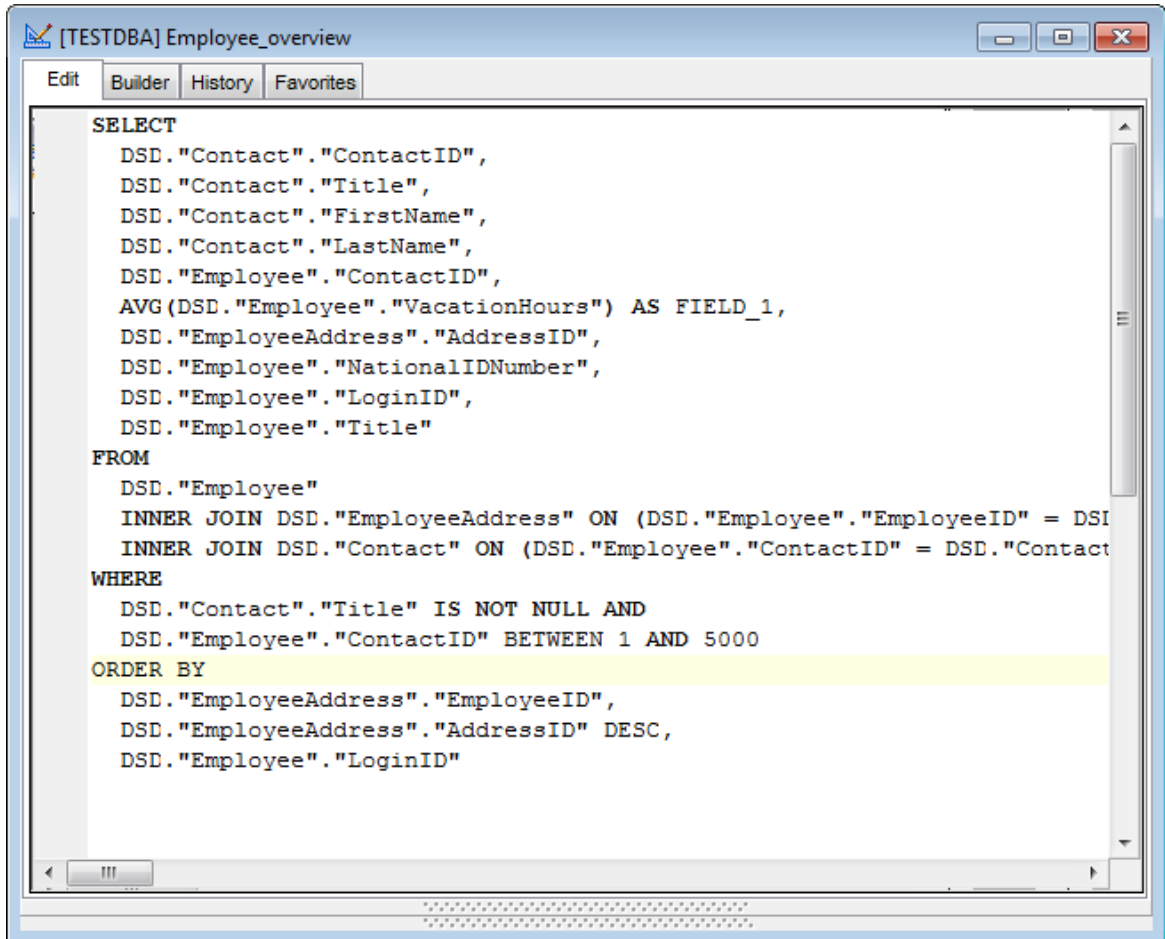 [TESTDBA] Employee_overview
Edit Builder History Favorites
SELECT
DSD."Contact"."ContactID",
DSD."Contact"."Title",
DSD."Contact"."FirstName",
DSD."Contact"."LastName",
DSD."Employee"."ContactID",
AVG(DSD."Employee"."VacationHours") AS FIELD_1,
DSD."EmployeeAddress"."AddressID",
DSD."Employee"."NationalIDNumber",
DSD."Employee"."LoginID",
DSD."Employee"."Title"
FROM
DSD."Employee"
INNER JOIN DSD."EmployeeAddress" ON (DSD."Employee"."EmployeeID" = DSD
INNER JOIN DSD."Contact" ON (DSD."Employee"."ContactID" = DSD."Contact
WHERE
DSD."Contact"."Title" IS NOT NULL AND
DSD."Employee"."ContactID" BETWEEN 1 AND 5000
ORDER BY
DSD."EmployeeAddress"."EmployeeID",
DSD."EmployeeAddress"."AddressID" DESC,
DSD."Employee"."LoginID"